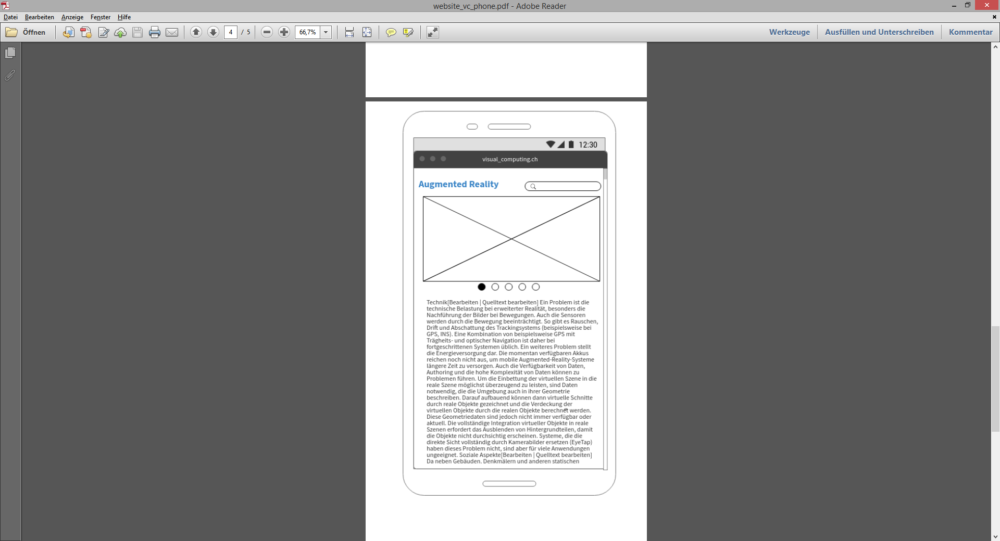 website_vc_phone.pdf - Adobe Reader
Datei Bearbeiten Anzeige Fenster Hilfe
Öffnen 4 / 5 66,7% Werkzeuge Ausfüllen und Unterschreiben Kommentar
12:30
visual_computing.ch
Augmented Reality
Technik[Bearbeiten | Quelltext bearbeiten] Ein Problem ist die
technische Belastung bei erweiterter Realität, besonders die
Nachführung der Bilder bei Bewegungen. Auch die Sensoren
werden durch die Bewegung beeinträchtigt. So gibt es Rauschen,
Drift und Abschattung des Trackingsystems (beispielsweise bei
GPS, INS). Eine Kombination von beispielsweise GPS mit
Trägheits- und optischer Navigation ist daher bei
fortgeschrittenen Systemen üblich. Ein weiteres Problem stellt
die Energieversorgung dar. Die momentan verfügbaren Akkus
reichen noch nicht aus, um mobile Augmented-Reality-Systeme
längere Zeit zu versorgen. Auch die Verfügbarkeit von Daten,
Authoring und die hohe Komplexität von Daten können zu
Problemen führen. Um die Einbettung der virtuellen Szene in die
reale Szene möglichst überzeugend zu leisten, sind Daten
notwendig, die die Umgebung auch in ihrer Geometrie
beschreiben. Darauf aufbauend können dann virtuelle Schnitte
durch reale Objekte gezeichnet und die Verdeckung der
virtuellen Objekte durch die realen Objekte berechnet werden.
Diese Geometriedaten sind jedoch nicht immer verfügbar oder
aktuell. Die vollständige Integration virtueller Objekte in reale
Szenen erfordert das Ausblenden von Hintergrundteilen, damit
die Objekte nicht durchsichtig erscheinen. Systeme, die die
direkte Sicht vollständig durch Kamerabilder ersetzen (EyeTap)
haben dieses Problem nicht, sind aber für viele Anwendungen
ungeeignet. Soziale Aspekte[Bearbeiten | Quelltext bearbeiten]
Da neben Gebäuden. Denkmälern und anderen statischen